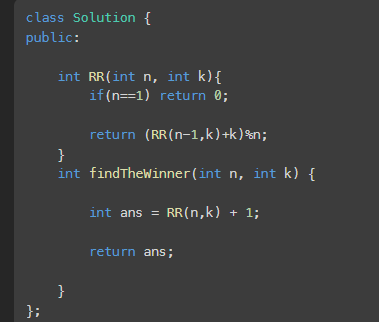 class Solution {
public:
    int RR(int n, int k){
        if(n==1) return 0;
        return (RR(n-1,k)+k)%n;
    }
    int findTheWinner(int n, int k) {
        int ans = RR(n,k) + 1;
        return ans;
    }
};